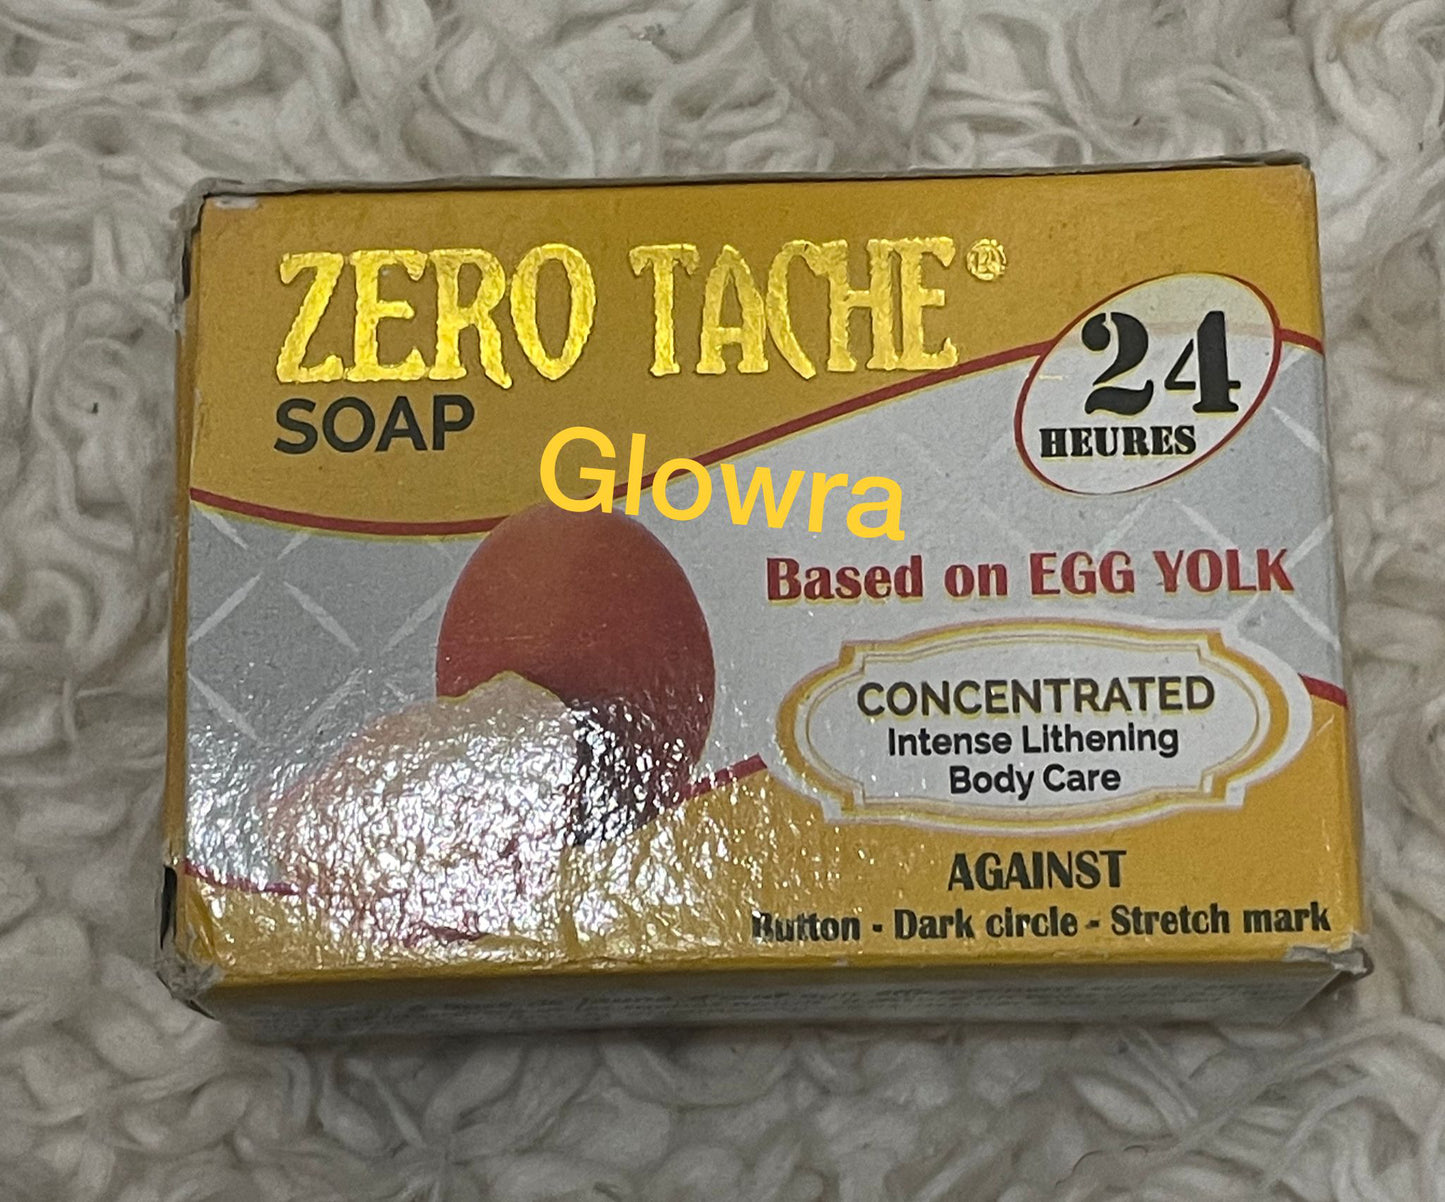 ZERO TACHE®
SOAP
24
HEURES
Glowra
Based on EGG YOLK
CONCENTRATED
Intense Lithening
Body Care
AGAINST
Button - Dark circle - Stretch mark